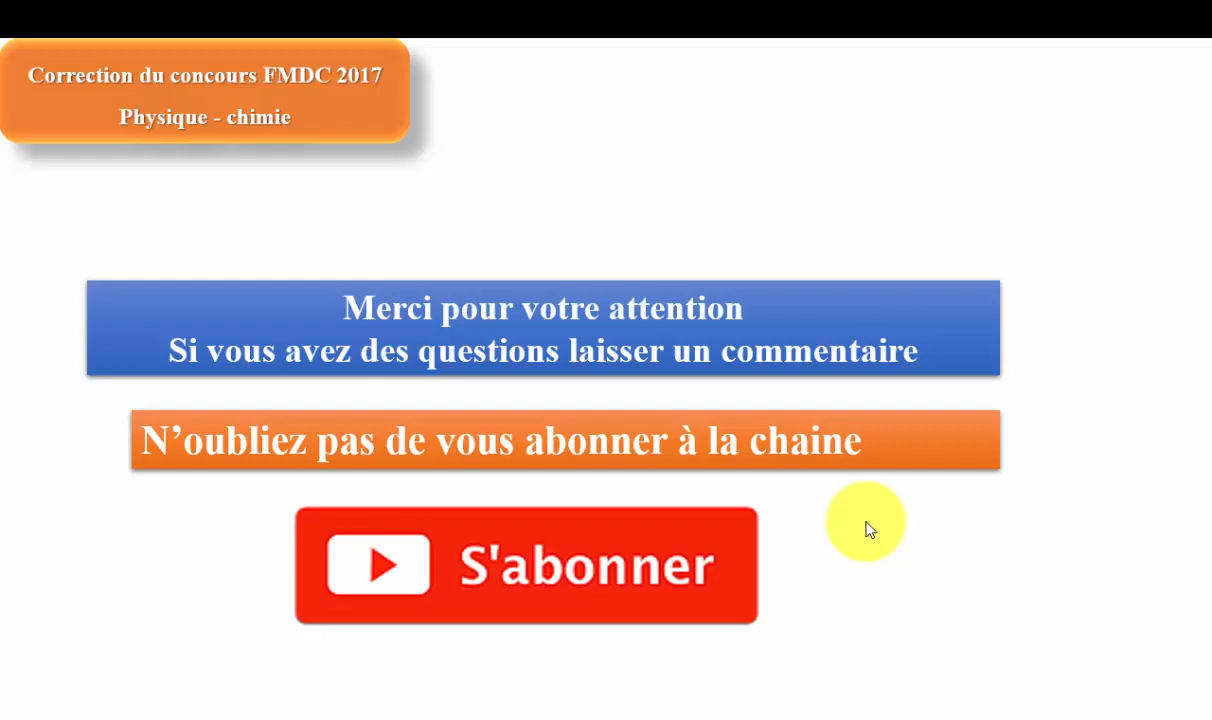 Correction du concours FMDC 2017
Physique - chimie
Merci pour votre attention
Si vous avez des questions laisser un commentaire
N’oubliez pas de vous abonner à la chaine
S'abonner